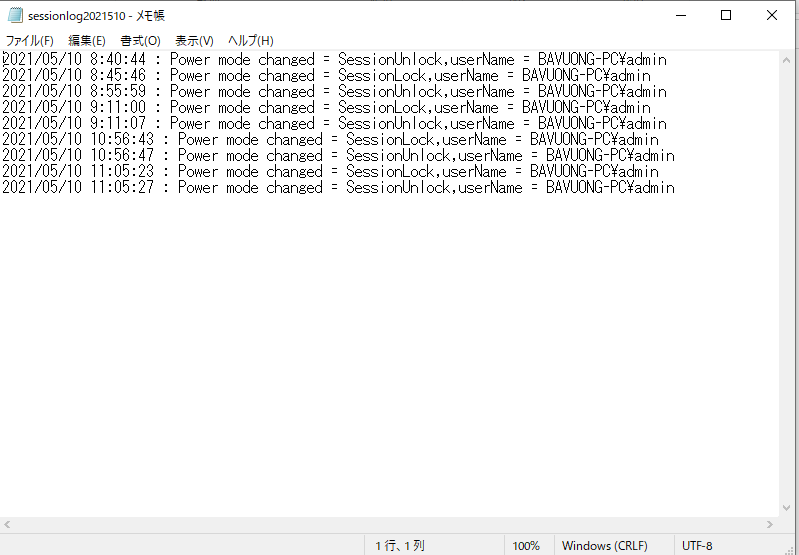 sessionlog2021510 - メモ帳
ファイル(F) 編集(E) 書式(O) 表示(V) ヘルプ(H)
2021/05/10 8:40:44 : Power mode changed = SessionUnlock,userName = BAVUONG-PC¥admin
2021/05/10 8:45:46 : Power mode changed = SessionLock,userName = BAVUONG-PC¥admin
2021/05/10 8:55:59 : Power mode changed = SessionUnlock,userName = BAVUONG-PC¥admin
2021/05/10 9:11:00 : Power mode changed = SessionLock,userName = BAVUONG-PC¥admin
2021/05/10 9:11:07 : Power mode changed = SessionUnlock,userName = BAVUONG-PC¥admin
2021/05/10 10:56:43 : Power mode changed = SessionLock,userName = BAVUONG-PC¥admin
2021/05/10 10:56:47 : Power mode changed = SessionUnlock,userName = BAVUONG-PC¥admin
2021/05/10 11:05:23 : Power mode changed = SessionLock,userName = BAVUONG-PC¥admin
2021/05/10 11:05:27 : Power mode changed = SessionUnlock,userName = BAVUONG-PC¥admin
1 行、1 列 100% Windows (CRLF) UTF-8